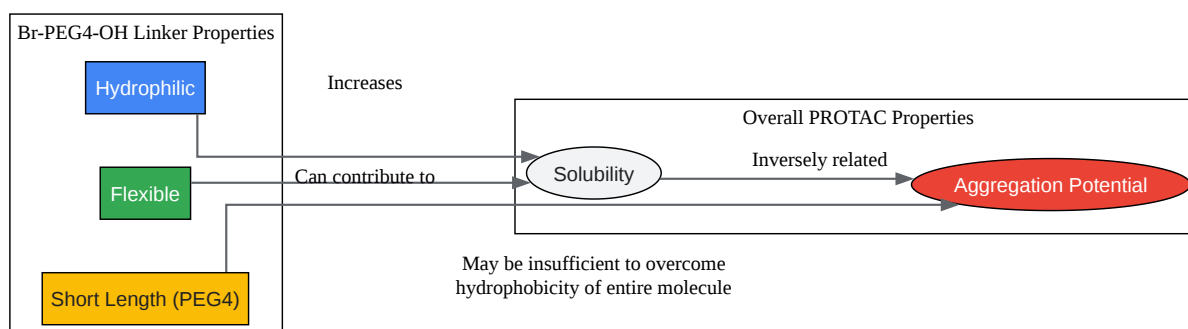 Br-PEG4-OH Linker Properties
Hydrophilic
Increases
Overall PROTAC Properties
Flexible
Can contribute to
Solubility
Inversely related
Aggregation Potential
Short Length (PEG4)
May be insufficient to overcome
hydrophobicity of entire molecule